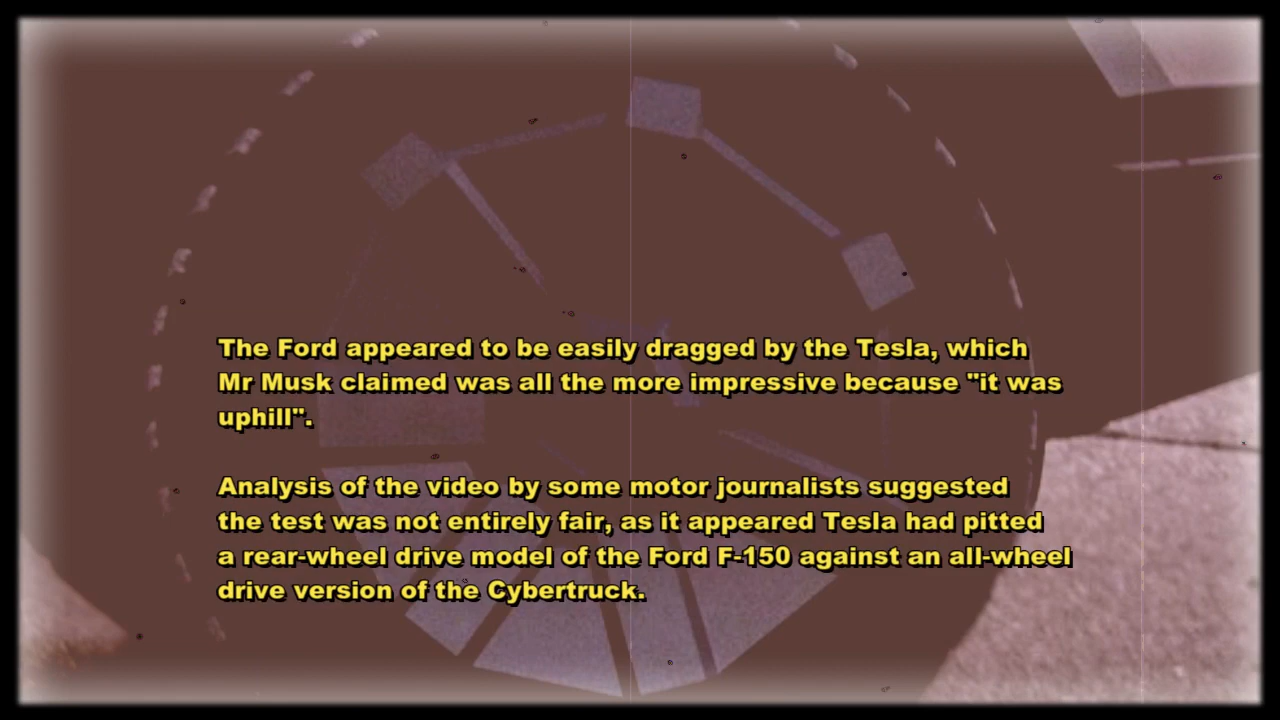 The Ford appeared to be easily dragged by the Tesla, which
Mr Musk claimed was all the more impressive because "it was
uphill".
Analysis of the video by some motor journalists suggested
the test was not entirely fair, as it appeared Tesla had pitted
a rear-wheel drive model of the Ford F-150 against an all-wheel
drive version of the Cybertruck.